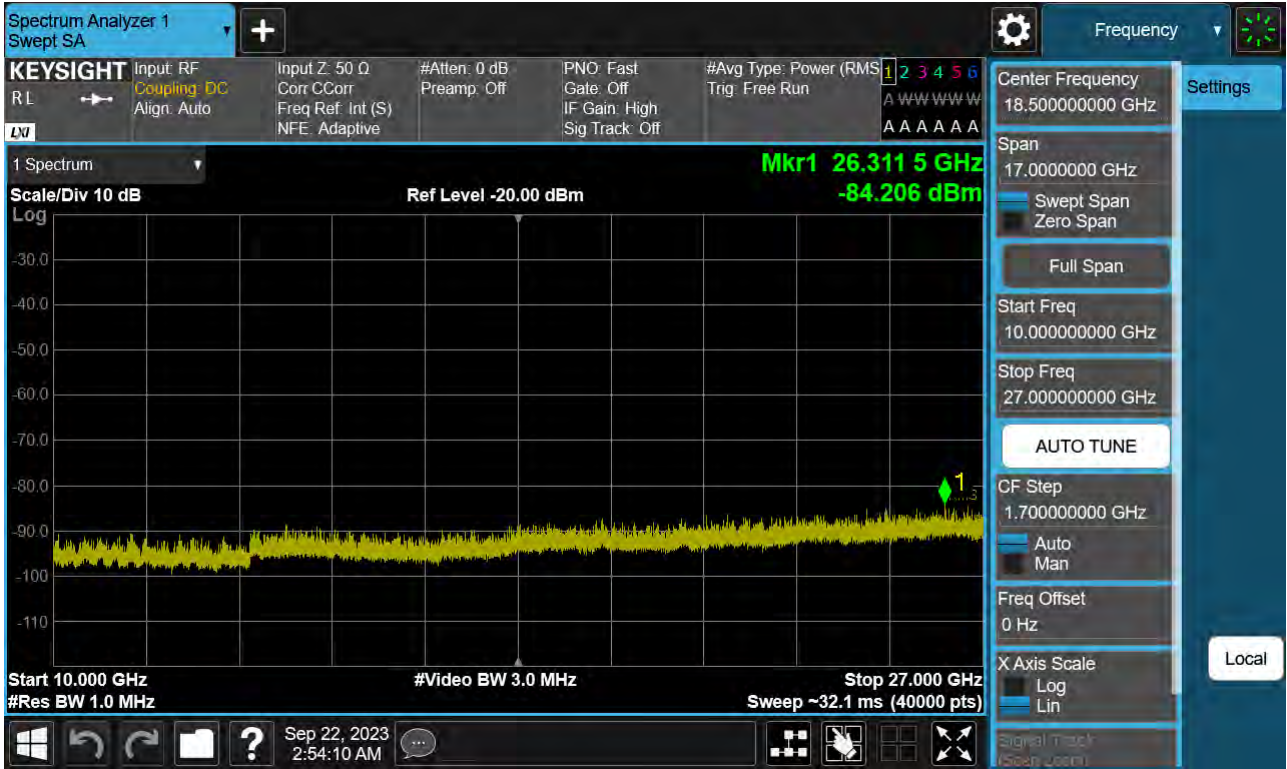 Spectrum Analyzer 1
Swept SA
Frequency
KEYSIGHT
R L
LXI
Input: RF
Coupling: DC
Align: Auto
Input Z: 50 Ω
Corr CCorr
Freq Ref: Int (S)
NFE: Adaptive
#Atten: 0 dB
Preamp: Off
PNO: Fast
Gate: Off
IF Gain: High
Sig Track: Off
#Avg Type: Power (RMS
Trig: Free Run
1 2 3 4 5 6
A W W W W W
A A A A A A
1 Spectrum
Scale/Div 10 dB
Log
Ref Level -20.00 dBm
Mkr1 26.311 5 GHz
-84.206 dBm
-30.0
-40.0
-50.0
-60.0
-70.0
-80.0
-90.0
-100
-110
1
Start 10.000 GHz
#Res BW 1.0 MHz
#Video BW 3.0 MHz
Stop 27.000 GHz
Sweep ~32.1 ms (40000 pts)
Center Frequency
18.500000000 GHz
Span
17.0000000 GHz
Swept Span
Zero Span
Full Span
Start Freq
10.000000000 GHz
Stop Freq
27.000000000 GHz
AUTO TUNE
CF Step
1.700000000 GHz
Auto
Man
Freq Offset
0 Hz
X Axis Scale
Log
Lin
Signal Track
(Span Zoom)
Settings
Local
?
Sep 22, 2023
2:54:10 AM